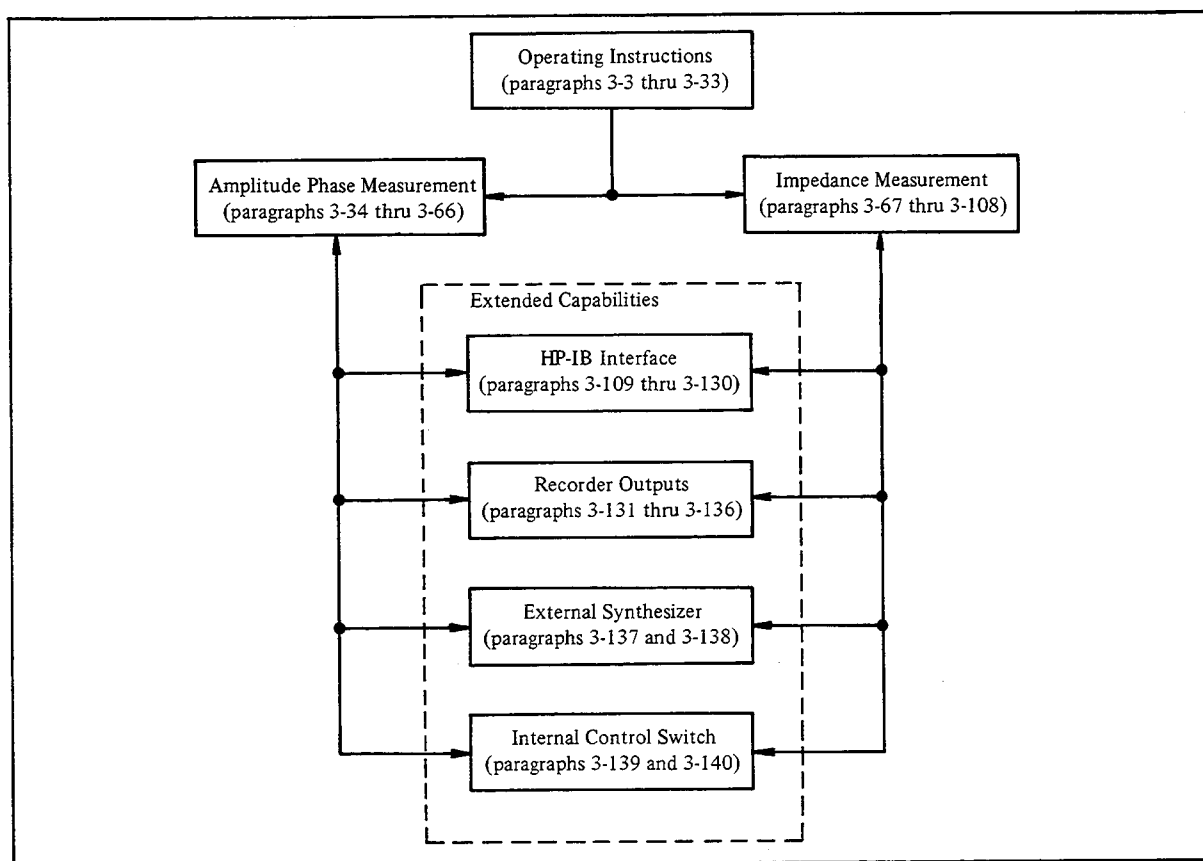 Operating Instructions
(paragraphs 3-3 thru 3-33)
Amplitude Phase Measurement
(paragraphs 3-34 thru 3-66)
Impedance Measurement
(paragraphs 3-67 thru 3-108)
Extended Capabilities
HP-IB Interface
(paragraphs 3-109 thru 3-130)
Recorder Outputs
(paragraphs 3-131 thru 3-136)
External Synthesizer
(paragraphs 3-137 and 3-138)
Internal Control Switch
(paragraphs 3-139 and 3-140)